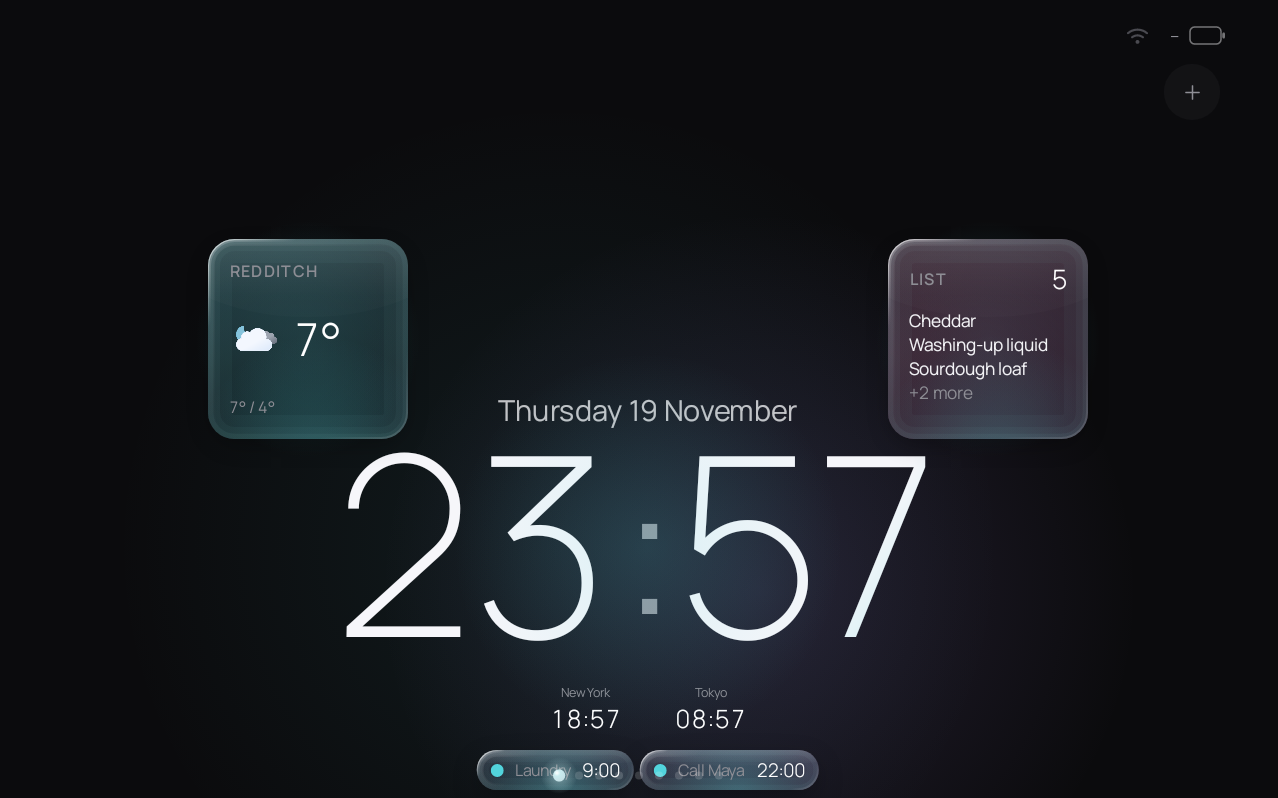 REDDITCH
7°
7° / 4°
LIST
5
Cheddar
Washing-up liquid
Sourdough loaf
+2 more
Thursday 19 November
23:57
New York
18:57
Tokyo
08:57
Laundry 9:00
Call Maya 22:00